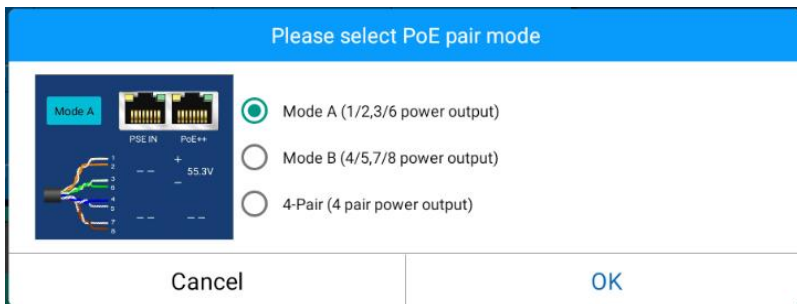 Please select PoE pair mode
Mode A
PSE IN
PoE++
1
2
3
6
4
5
7
8
-- 
+
55.3V
−
--
--
Mode A (1/2,3/6 power output)
Mode B (4/5,7/8 power output)
4-Pair (4 pair power output)
Cancel
OK